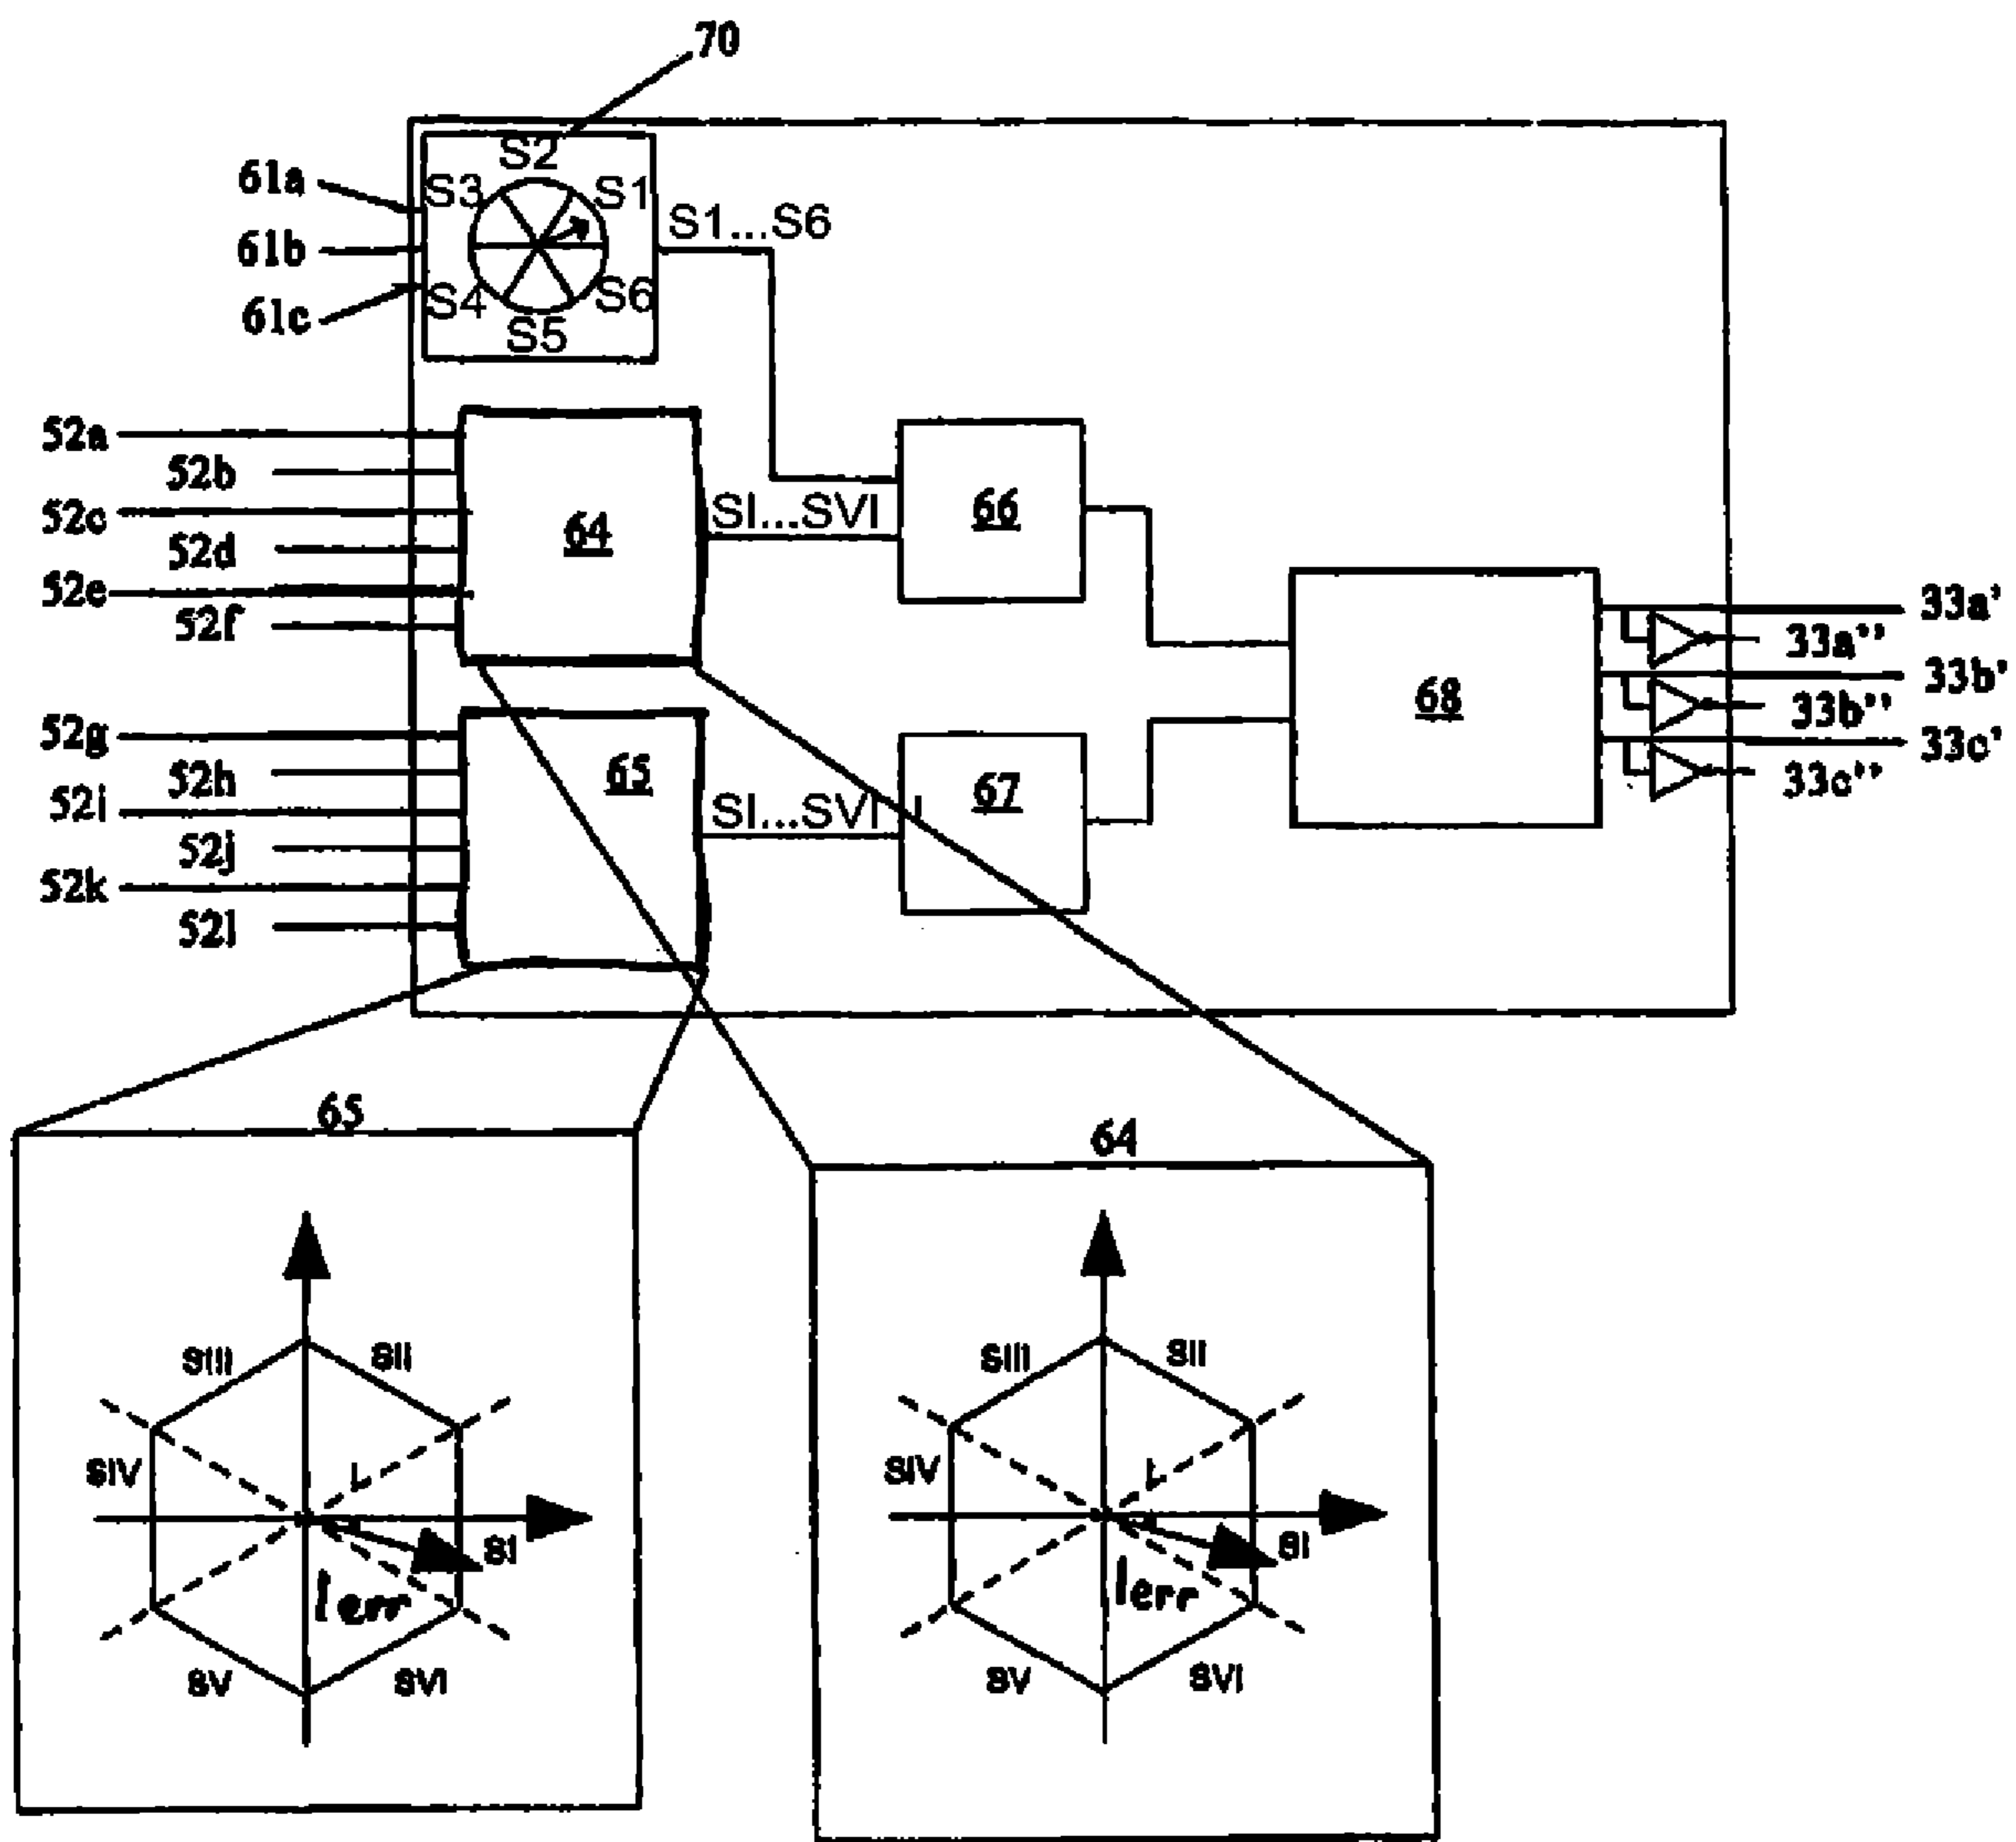 70
S2
61a
S3
S1
S1...S6
61b
61c
S4
S6
S5
52a
52b
SI...SVI
66
52c
64
52d
52e
52f
33a'
33a''
33b'
68
33b''
33c'
33c''
52g
52h
65
67
52i
SI...SVI
52j
52k
52l
65
64
SIII
SII
SIV
SI
Ierr
SV
SVI
SIII
SII
SIV
SI
Ierr
SV
SVI